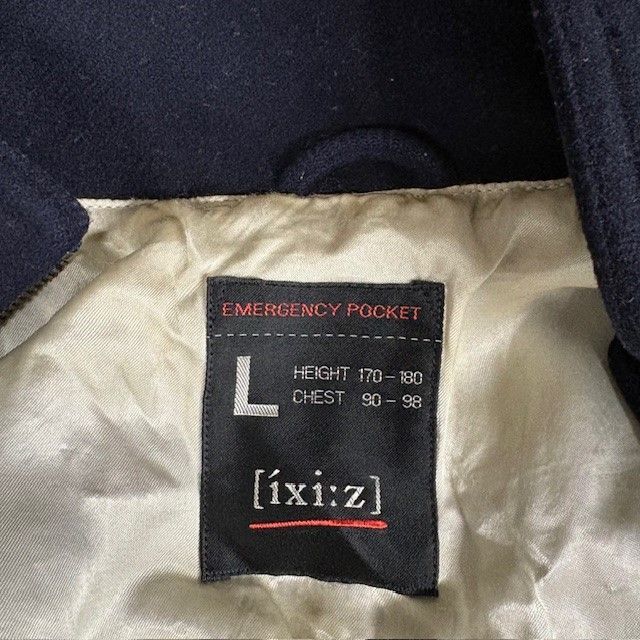 EMERGENCY POCKET
L
HEIGHT 170-180
CHEST 90-98
[íxi:z]